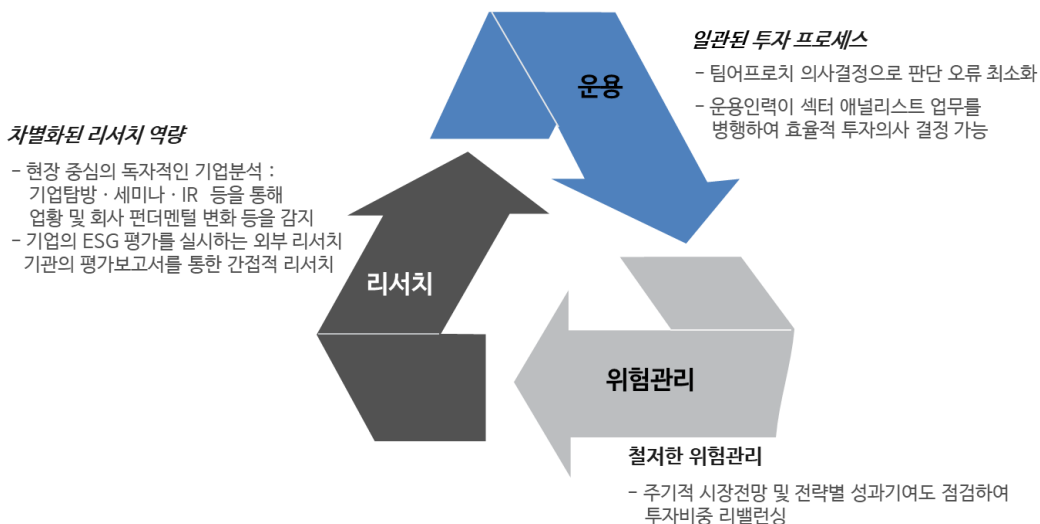 일관된 투자 프로세스
- 팀어프로치 의사결정으로 판단 오류 최소화
- 운용인력이 섹터 애널리스트 업무를
병행하여 효율적 투자의사 결정 가능
운용
차별화된 리서치 역량
- 현장 중심의 독자적인 기업분석 :
기업탐방 · 세미나 · IR 등을 통해
업황 및 회사 펀더멘털 변화 등을 감지
- 기업의 ESG 평가를 실시하는 외부 리서치
기관의 평가보고서를 통한 간접적 리서치
리서치
위험관리
철저한 위험관리
- 주기적 시장전망 및 전략별 성과기여도 점검하여
투자비중 리밸런싱